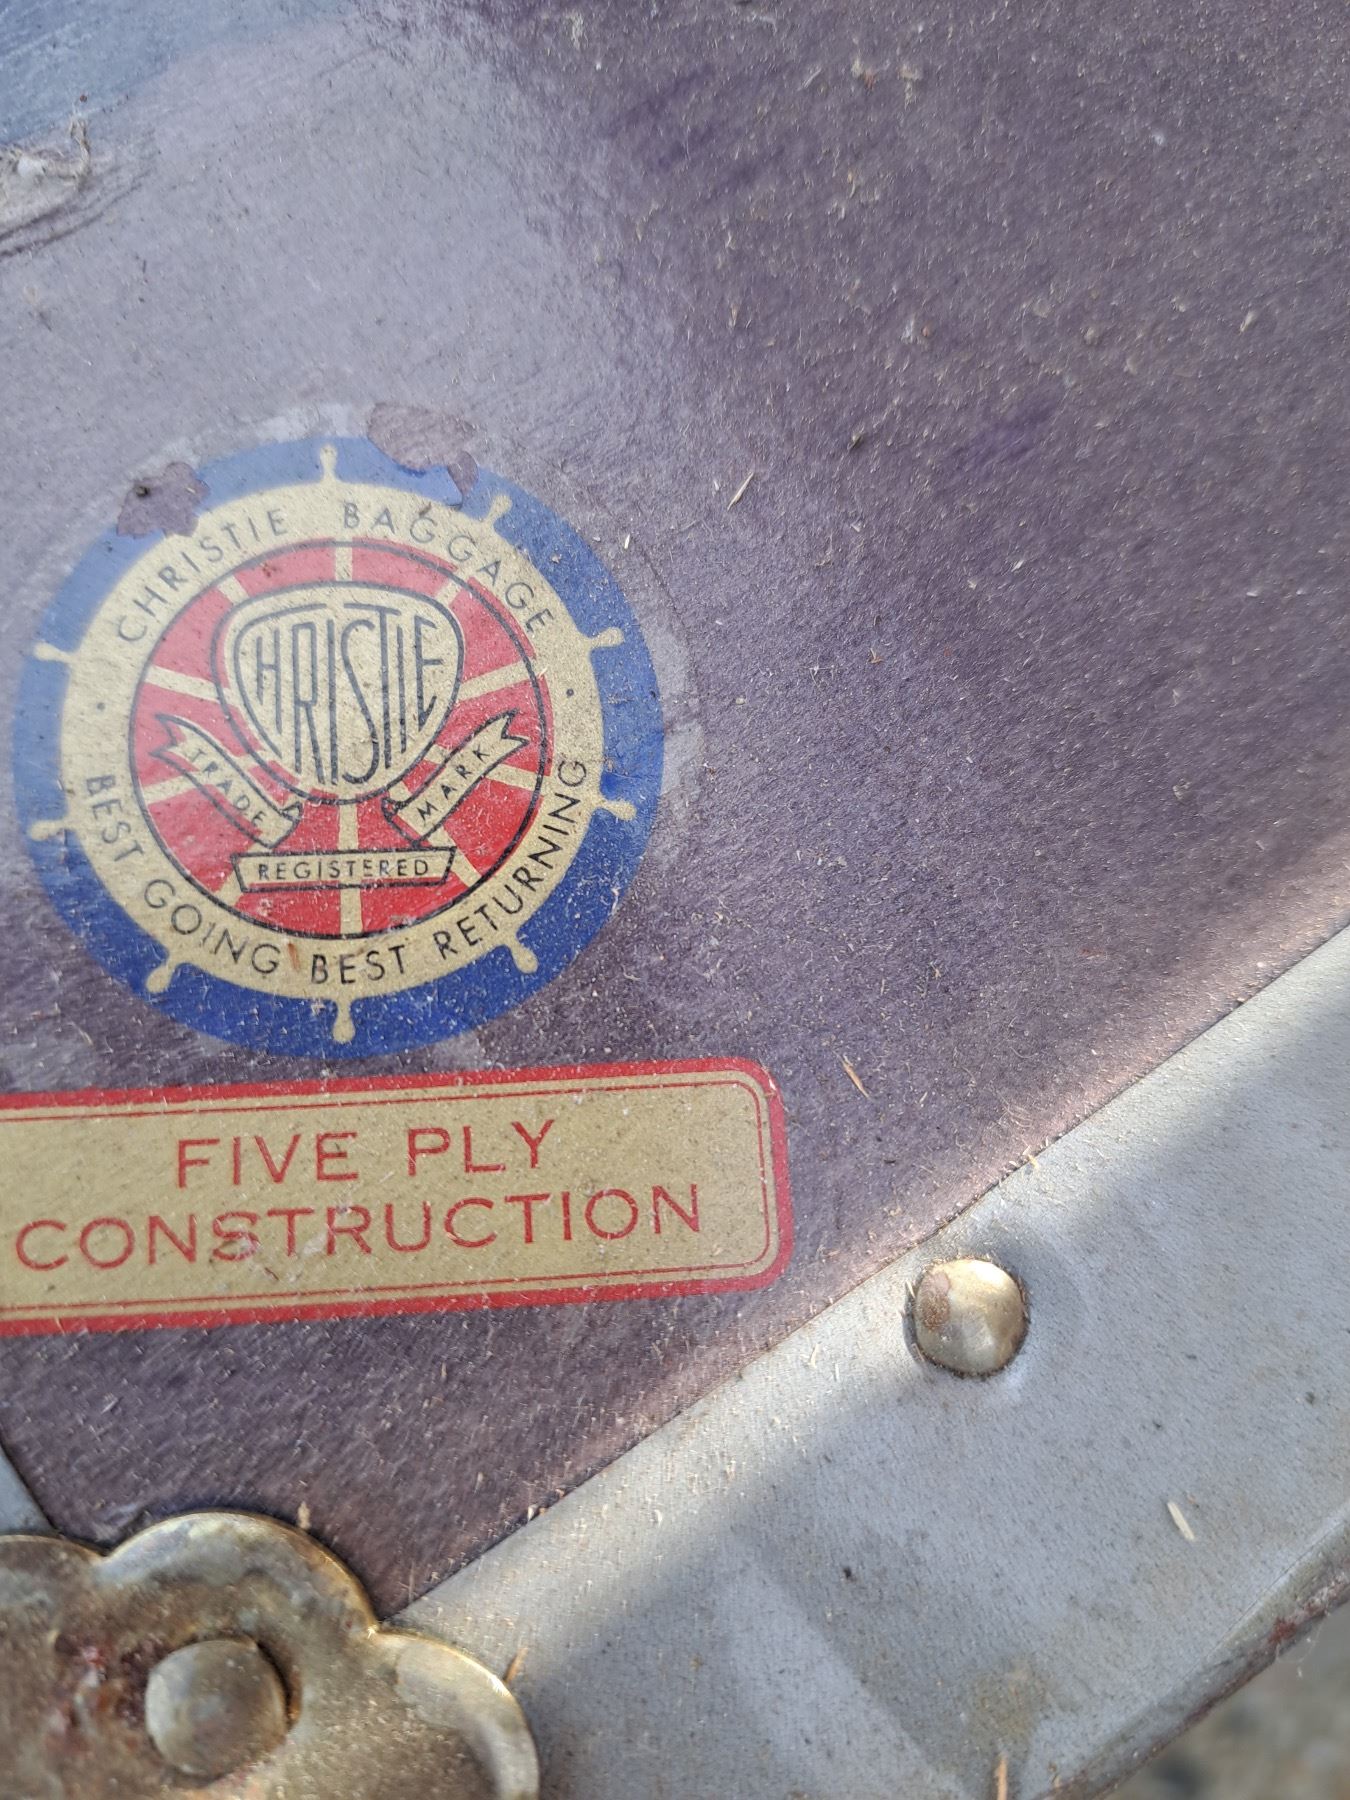 CHRISTIE BAGGAGE
CHRISTIE
TRADE MARK
REGISTERED
BEST GOING BEST RETURNING
FIVE PLY
CONSTRUCTION